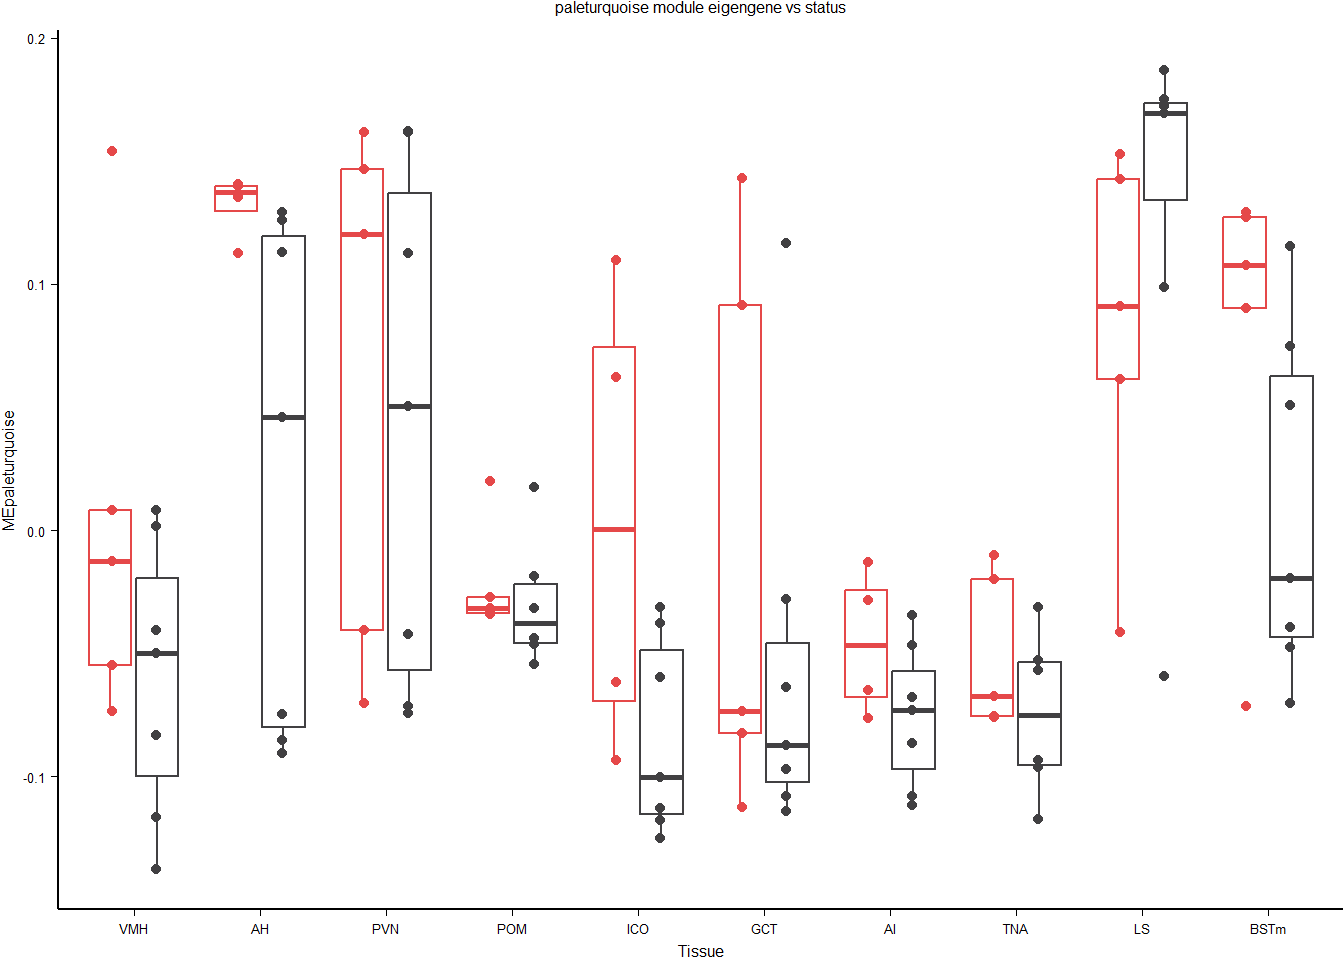 paleturquoise module eigengene vs status
0.2
0.1
0.0
-0.1
MEpaleturquoise
VMH AH PVN POM ICO GCT AI TNA LS BSTm
Tissue